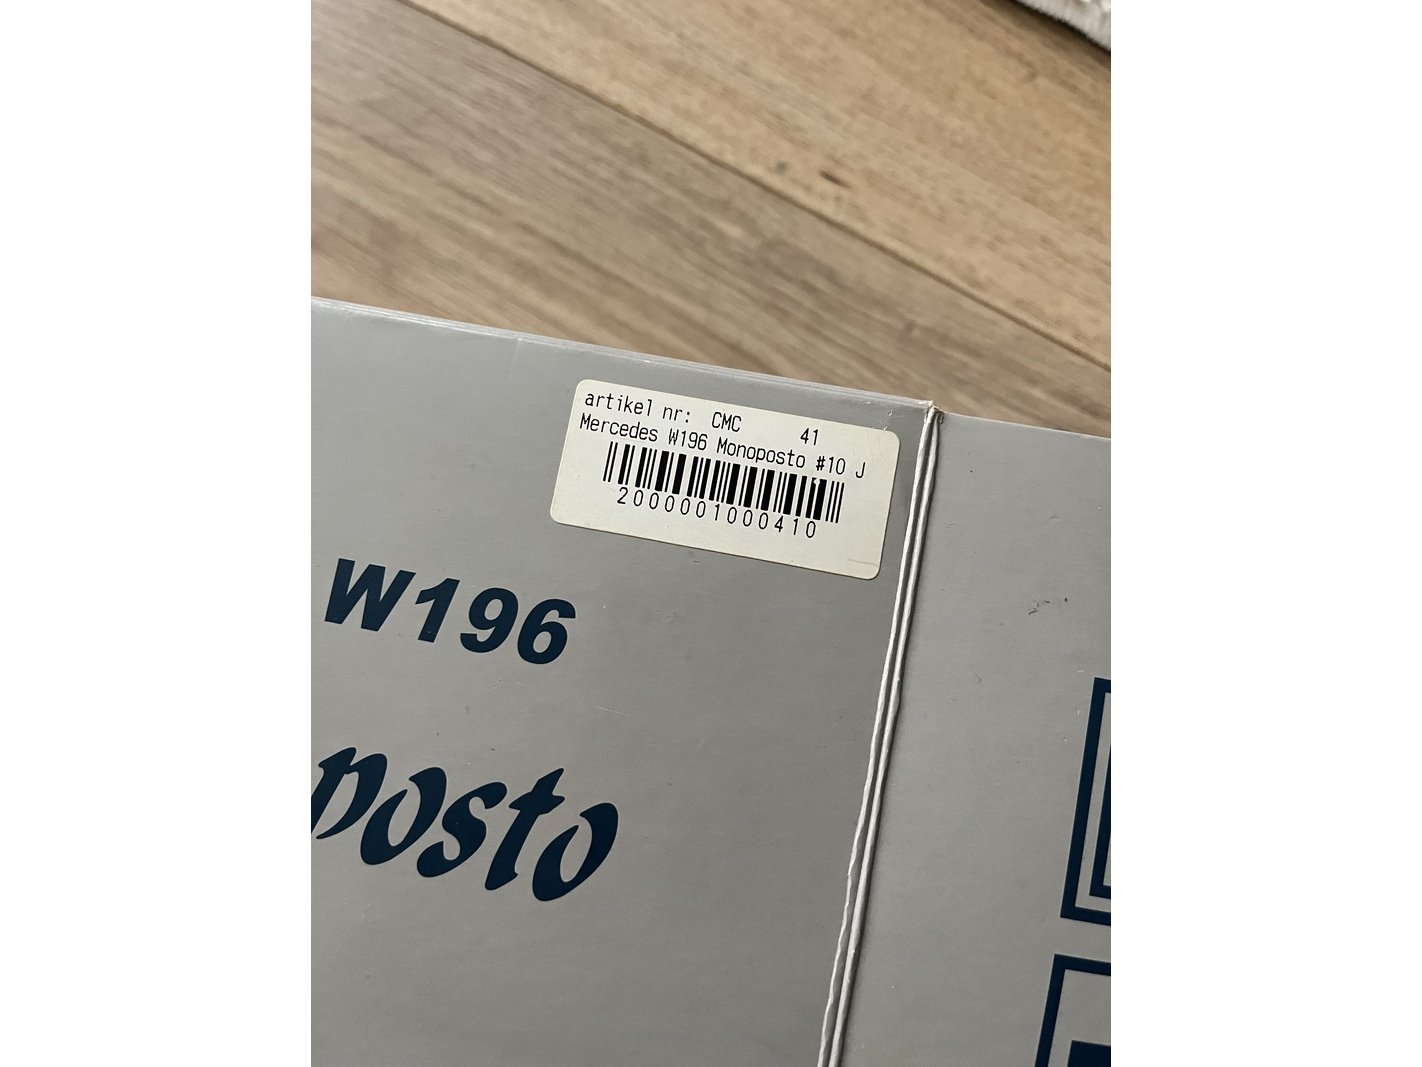 artikel nr: CMC 41
Mercedes W196 Monoposto #10 J
2000001000410
W196
posto